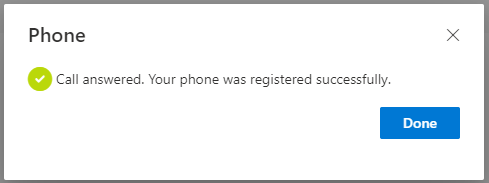 Phone
Call answered. Your phone was registered successfully.
Done